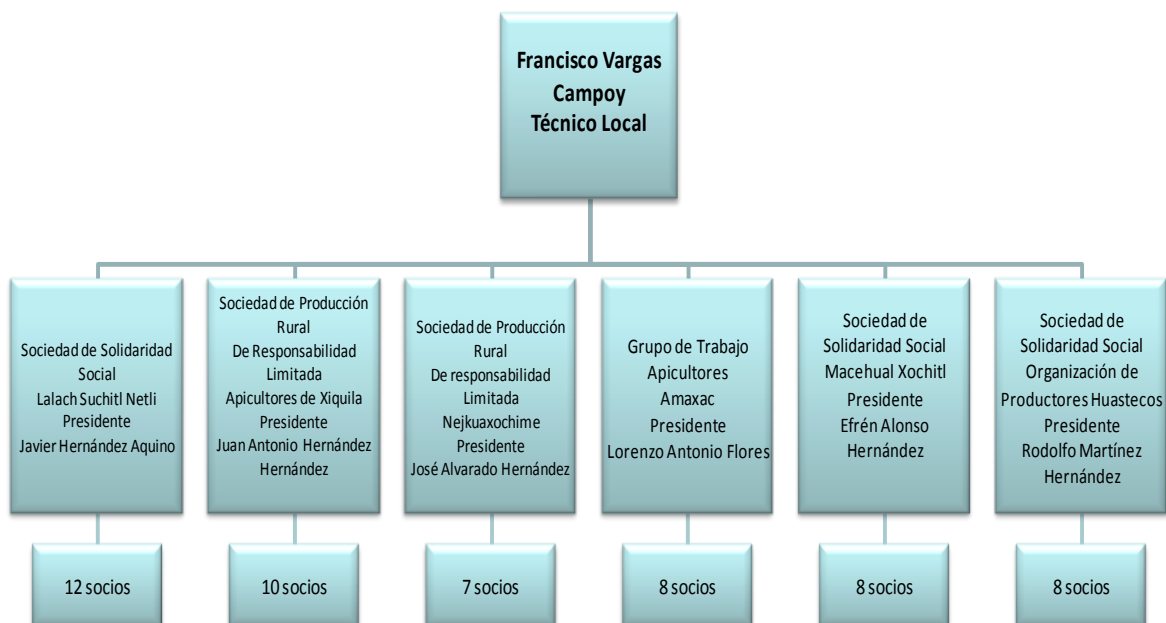 Francisco Vargas
Campoy
Técnico Local
Sociedad de Solidaridad
Social
Lalach Suchitl Netli
Presidente
Javier Hernández Aquino
Sociedad de Producción
Rural
De Responsabilidad
Limitada
Apicultores de Xiquila
Presidente
Juan Antonio Hernández
Hernández
Sociedad de Producción
Rural
De responsabilidad
Limitada
Nejkuaxochime
Presidente
José Alvarado Hernández
Grupo de Trabajo
Apicultores
Amaxac
Presidente
Lorenzo Antonio Flores
Sociedad de
Solidaridad Social
Macehual Xochitl
Presidente
Efrén Alonso
Hernández
Sociedad de
Solidaridad Social
Organización de
Productores Huastecos
Presidente
Rodolfo Martínez
Hernández
12 socios
10 socios
7 socios
8 socios
8 socios
8 socios